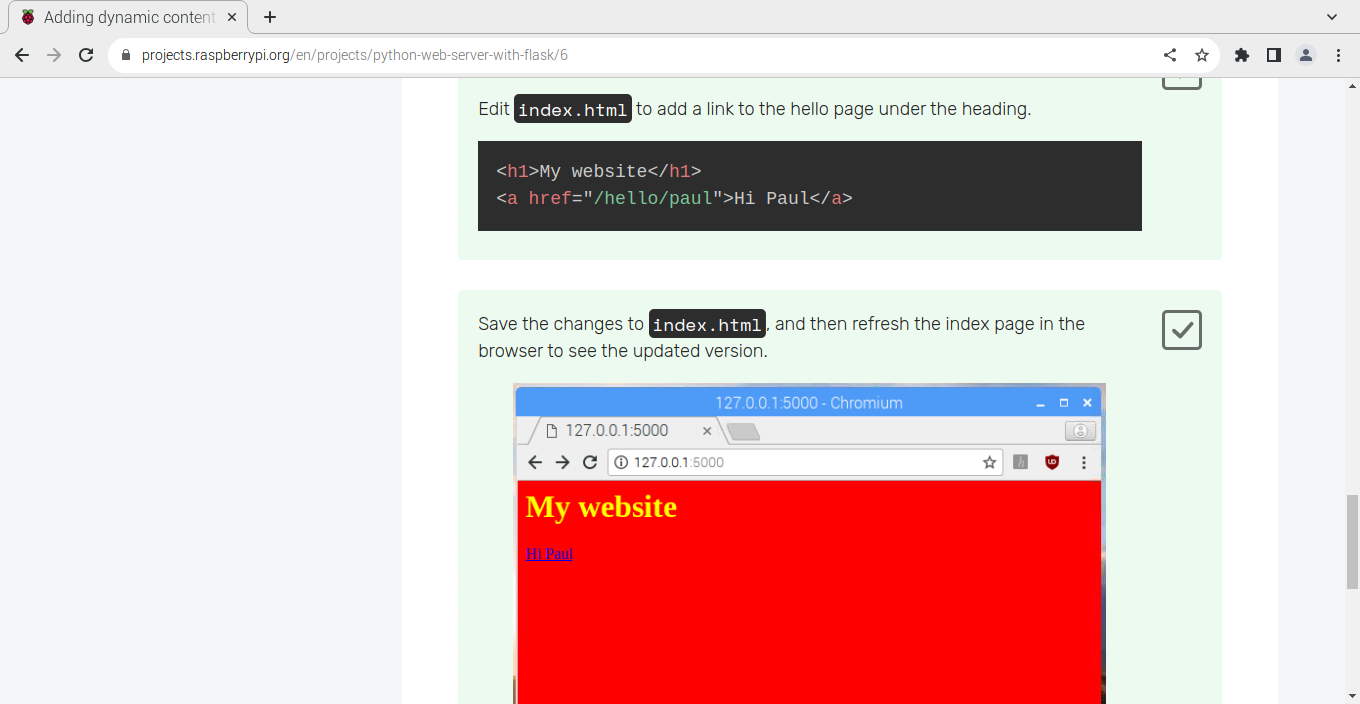 Adding dynamic content
projects.raspberrypi.org/en/projects/python-web-server-with-flask/6
Edit index.html to add a link to the hello page under the heading.
<h1>My website</h1>
<a href="/hello/paul">Hi Paul</a>
Save the changes to index.html, and then refresh the index page in the
browser to see the updated version.
127.0.0.1:5000 - Chromium
127.0.0.1:5000
127.0.0.1:5000
My website
Hi Paul